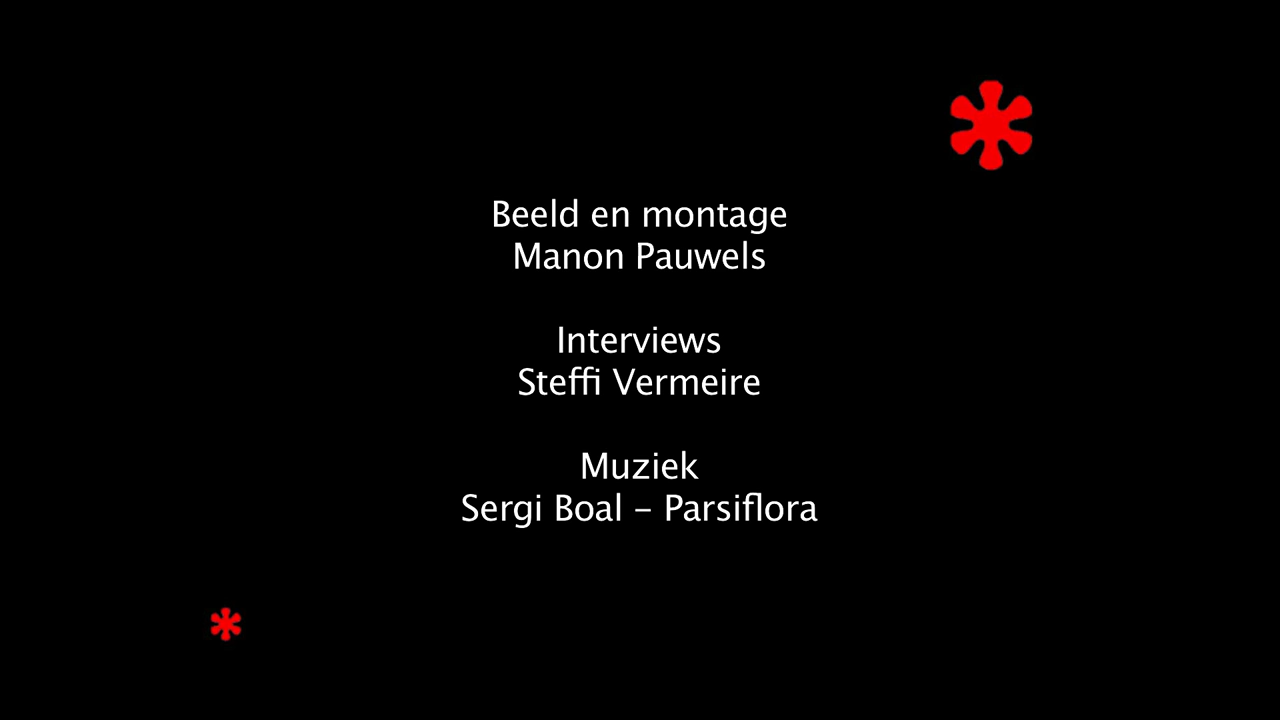 Beeld en montage
Manon Pauwels
Interviews
Steffi Vermeire
Muziek
Sergi Boal – Parsiflora